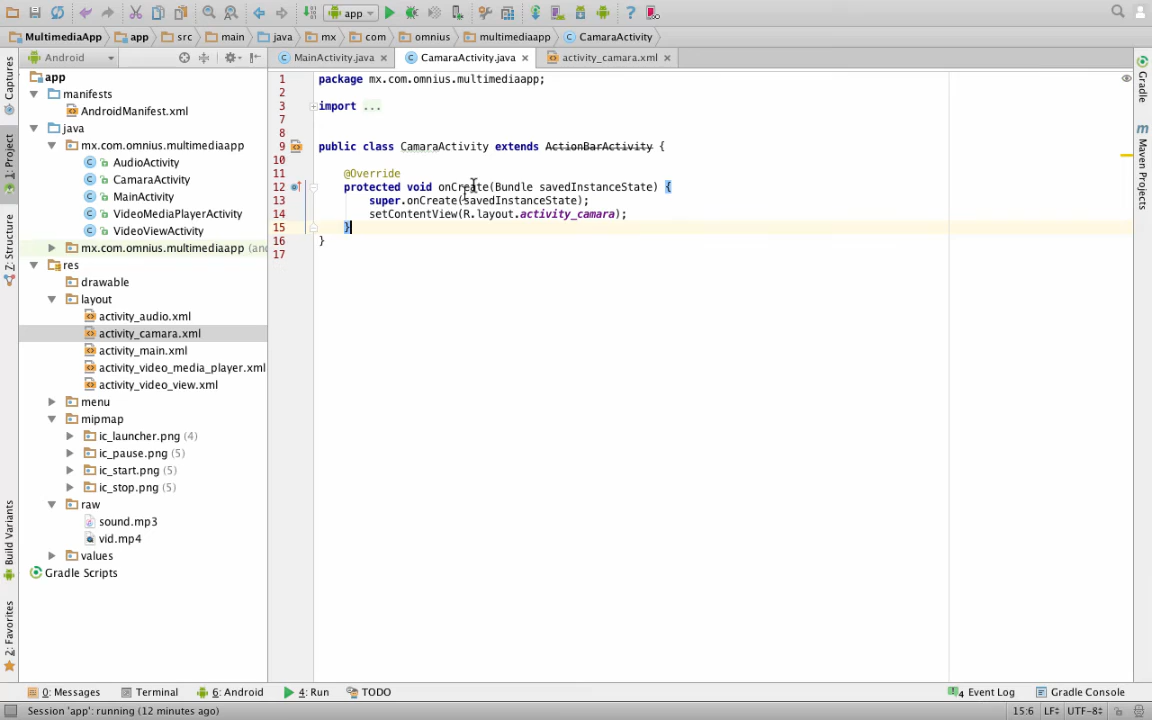 app
MultimediaApp app src main java mx com omnius multimediaapp CamaraActivity
Android
MainActivity.java CamaraActivity.java activity_camara.xml
Captures
1: Project
Z: Structure
Build Variants
2: Favorites
app
manifests
AndroidManifest.xml
java
mx.com.omnius.multimediaapp
AudioActivity
CamaraActivity
MainActivity
VideoMediaPlayerActivity
VideoViewActivity
mx.com.omnius.multimediaapp (an
res
drawable
layout
activity_audio.xml
activity_camara.xml
activity_main.xml
activity_video_media_player.xml
activity_video_view.xml
menu
mipmap
ic_launcher.png (4)
ic_pause.png (5)
ic_start.png (5)
ic_stop.png (5)
raw
sound.mp3
vid.mp4
values
Gradle Scripts
1 package mx.com.omnius.multimediaapp;
2
3 import ...
7
8
9 public class CamaraActivity extends ActionBarActivity {
10
11 @Override
12 protected void onCreate(Bundle savedInstanceState) {
13 super.onCreate(savedInstanceState);
14 setContentView(R.layout.activity_camara);
15 }
16 }
17
Gradle
m Maven Projects
0: Messages Terminal 6: Android 4: Run TODO 4 Event Log Gradle Console
Session 'app': running (12 minutes ago) 15:6 LF÷ UTF-8÷